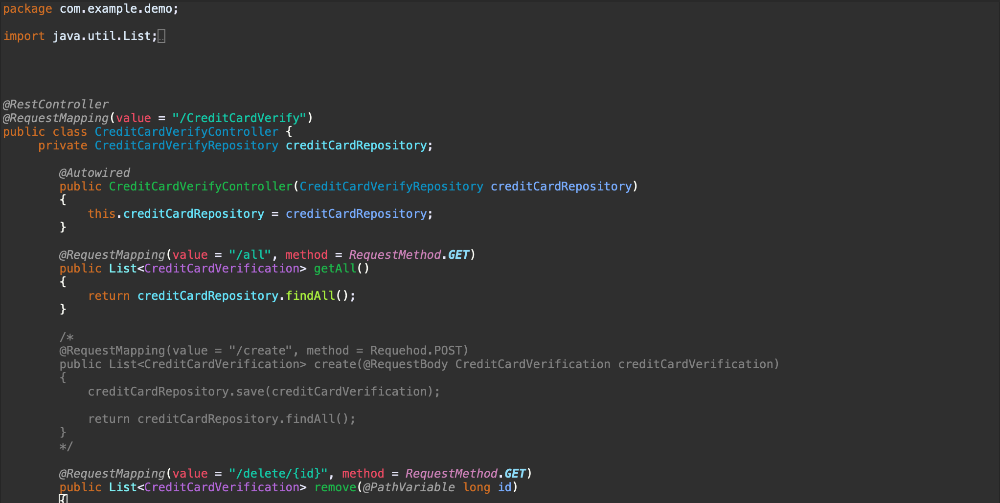 package com.example.demo;
import java.util.List;
@RestController
@RequestMapping(value = "/CreditCardVerify")
public class CreditCardVerifyController {
private CreditCardVerifyRepository creditCardRepository;
@Autowired
public CreditCardVerifyController(CreditCardVerifyRepository creditCardRepository)
{
this.creditCardRepository = creditCardRepository;
}
@RequestMapping(value = "/all", method = RequestMethod.GET)
public List<CreditCardVerification> getAll()
{
return creditCardRepository.findAll();
}
/*
@RequestMapping(value = "/create", method = Requehod.POST)
public List<CreditCardVerification> create(@RequestBody CreditCardVerification creditCardVerification)
{
creditCardRepository.save(creditCardVerification);
return creditCardRepository.findAll();
}
*/
@RequestMapping(value = "/delete/{id}", method = RequestMethod.GET)
public List<CreditCardVerification> remove(@PathVariable long id)
{